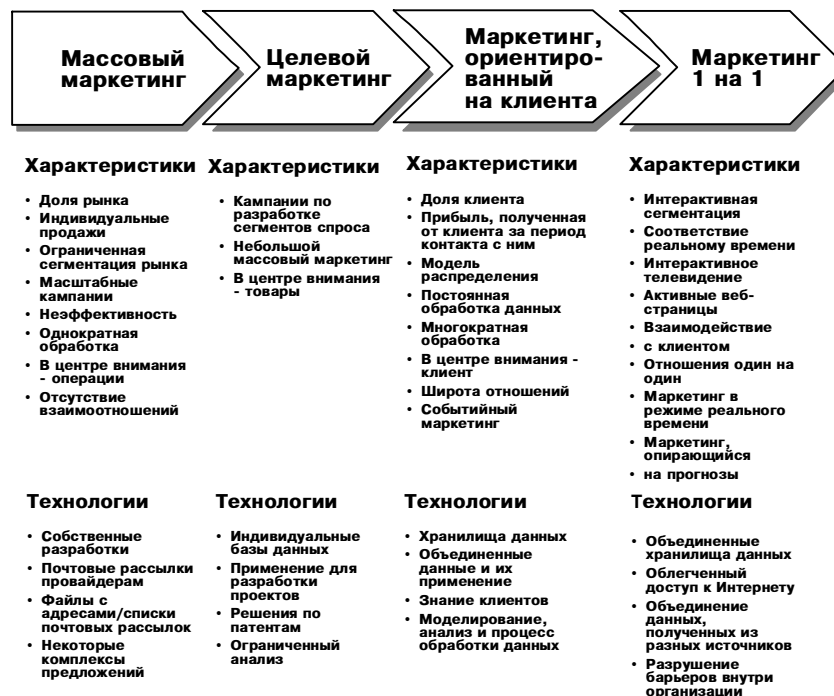 Массовый
маркетинг
Целевой
маркетинг
Маркетинг,
ориентиро-
ванный
на клиента
Маркетинг
1 на 1
Характеристики
• Доля рынка
• Индивидуальные
продажи
• Ограниченная
сегментация рынка
• Масштабные
кампании
• Неэффективность
• Однократная
обработка
• В центре внимания
- операции
• Отсутствие
взаимоотношений
Характеристики
• Кампании по
разработке
сегментов спроса
• Небольшой
массовый маркетинг
• В центре внимания
- товары
Характеристики
• Доля клиента
• Прибыль, полученная
от клиента за период
контакта с ним
• Модель
распределения
• Постоянная
обработка данных
• Многократная
обработка
• В центре внимания -
клиент
• Широта отношений
• Событийный
маркетинг
Характеристики
• Интерактивная
сегментация
• Соответствие
реальному времени
• Интерактивное
телевидение
• Активные веб-
страницы
• Взаимодействие
• с клиентом
• Отношения один на
один
• Маркетинг в
режиме реального
времени
• Маркетинг,
опирающийся
• на прогнозы
Технологии
• Собственные
разработки
• Почтовые рассылки
провайдерам
• Файлы с
адресами/списки
почтовых рассылок
• Некоторые
комплексы
предложений
Технологии
• Индивидуальные
базы данных
• Применение для
разработки
проектов
• Решения по
патентам
• Ограниченный
анализ
Технологии
• Хранилища данных
• Объединенные
данные и их
применение
• Знание клиентов
• Моделирование,
анализ и процесс
обработки данных
Технологии
• Объединенные
хранилища данных
• Облегченный
доступ к Интернету
• Объединение
данных,
полученных из
разных источников
• Разрушение
барьеров внутри
организации